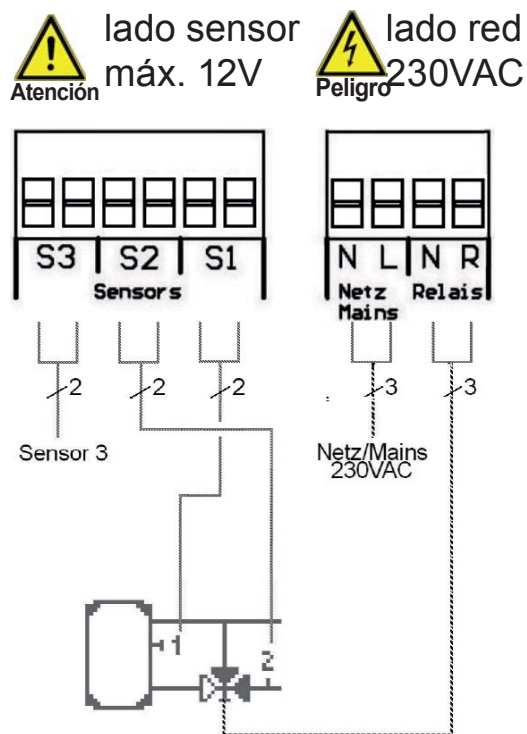 lado sensor
máx. 12V
Atención
lado red
230VAC
Peligro
S3 S2 S1
Sensors
N L N R
Netz Relais
Mains
2 2 2
3 3
Sensor 3
Netz/Mains
230VAC
1
2